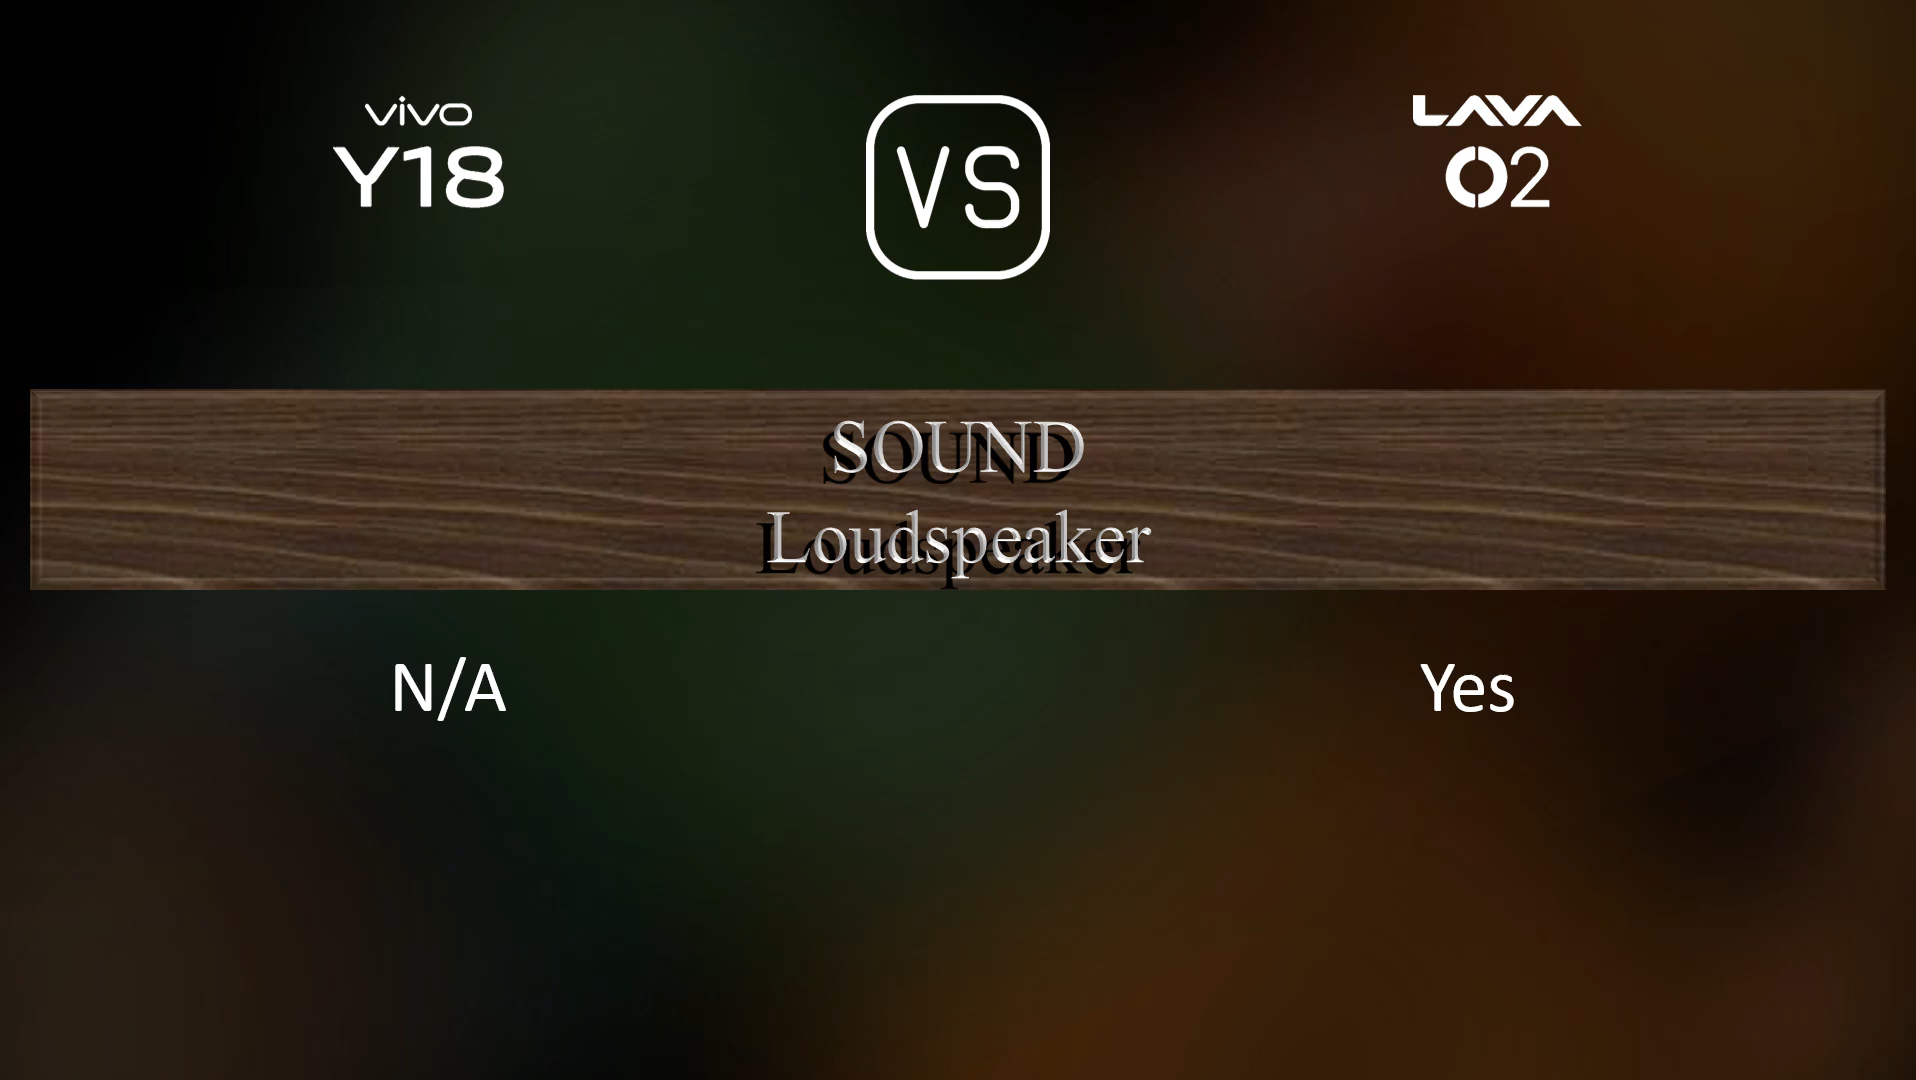 vivo
Y18
VS
LAVA
O2
SOUND
Loudspeaker
N/A
Yes